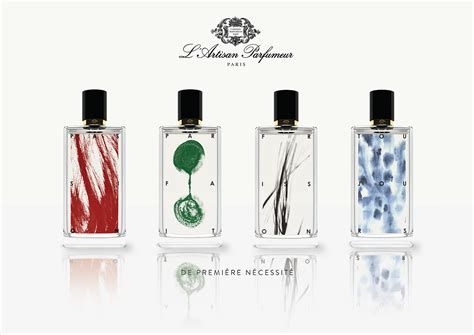 L'Artisan Parfumeur
PARIS
P A S
P A R
F A
I T
F R
I S S
O N
T O U
J O U
R S
DE PREMIÈRE NÉCESSITÉ